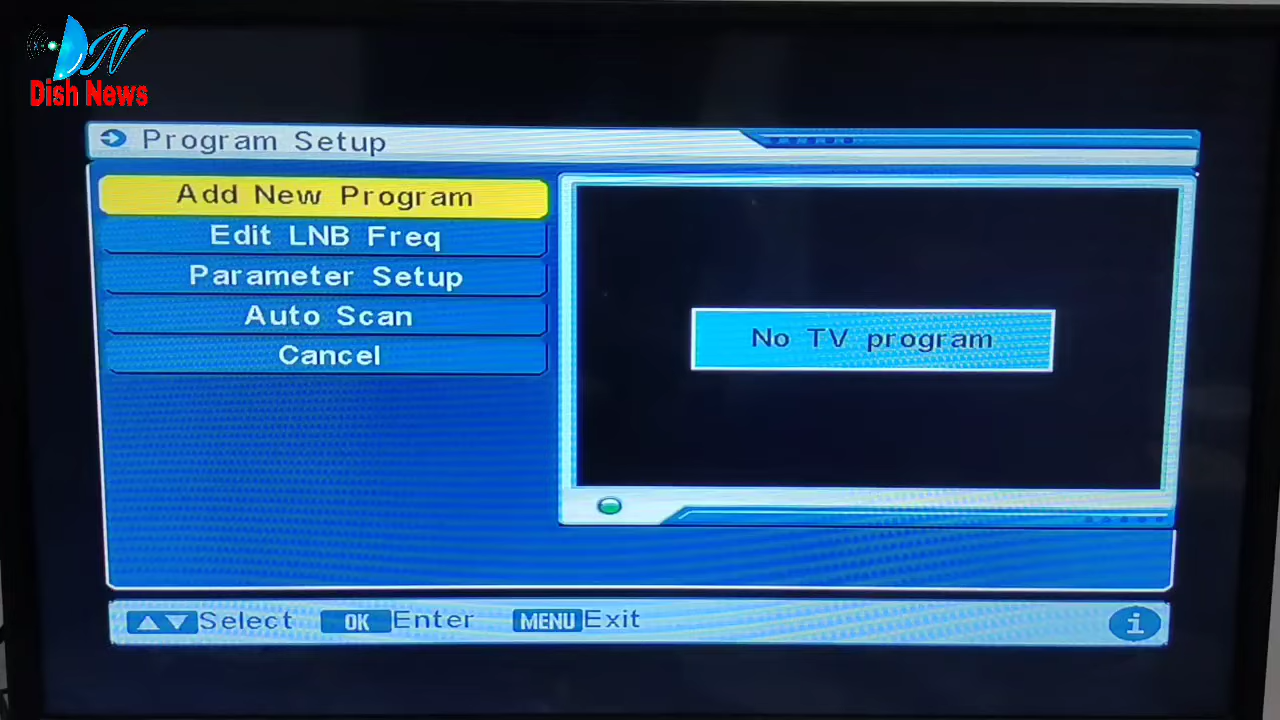 DN
Dish News
Program Setup
Add New Program
Edit LNB Freq
Parameter Setup
Auto Scan
Cancel
No TV program
Select OK Enter MENU Exit i